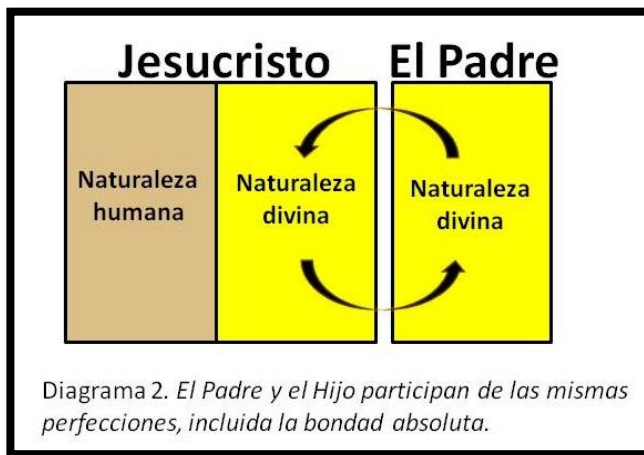 Jesucristo El Padre
Naturaleza
humana
Naturaleza
divina
Naturaleza
divina
Diagrama 2. El Padre y el Hijo participan de las mismas
perfecciones, incluida la bondad absoluta.